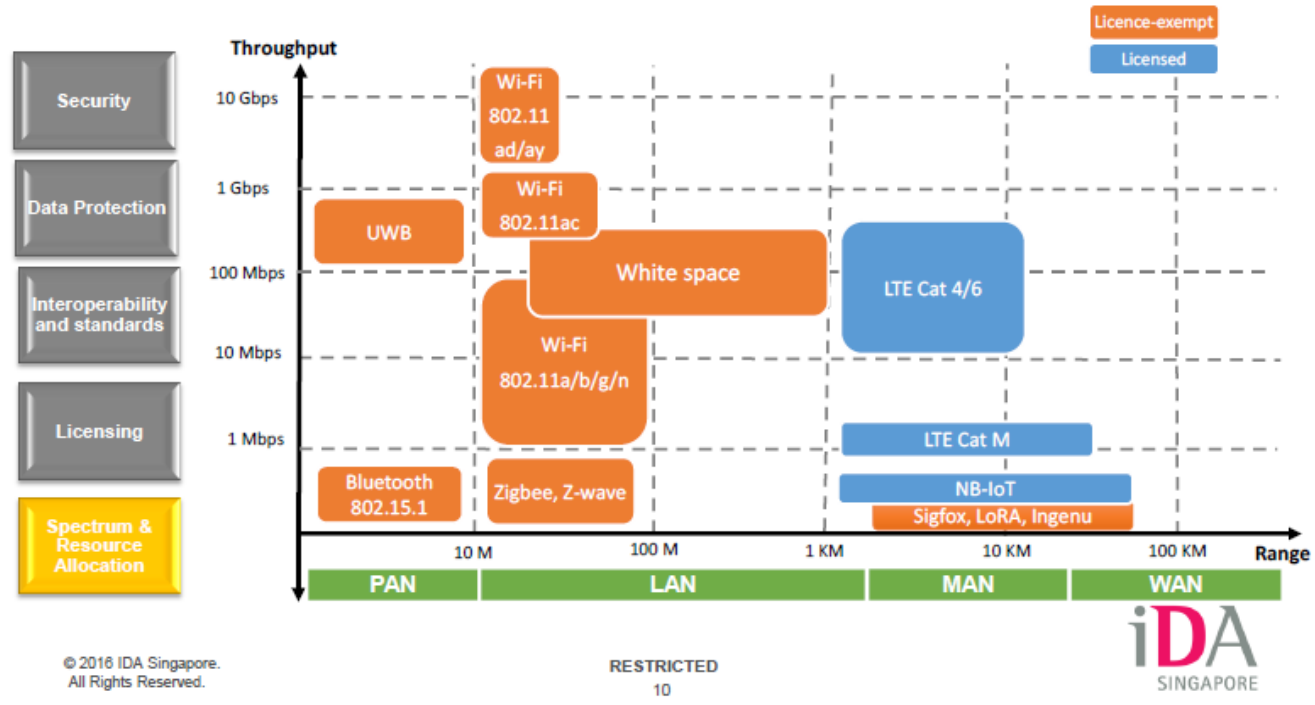 Licence-exempt
Licensed
Security
Data Protection
Interoperability
and standards
Licensing
Spectrum &
Resource
Allocation
Throughput
10 Gbps
1 Gbps
100 Mbps
10 Mbps
1 Mbps
Wi-Fi
802.11
ad/ay
Wi-Fi
802.11ac
UWB
White space
LTE Cat 4/6
Wi-Fi
802.11a/b/g/n
LTE Cat M
Bluetooth
802.15.1
Zigbee, Z-wave
NB-IoT
Sigfox, LoRA, Ingenu
10 M
100 M
1 KM
10 KM
100 KM
Range
PAN
LAN
MAN
WAN
© 2016 IDA Singapore.
All Rights Reserved.
RESTRICTED
10
iDA
SINGAPORE